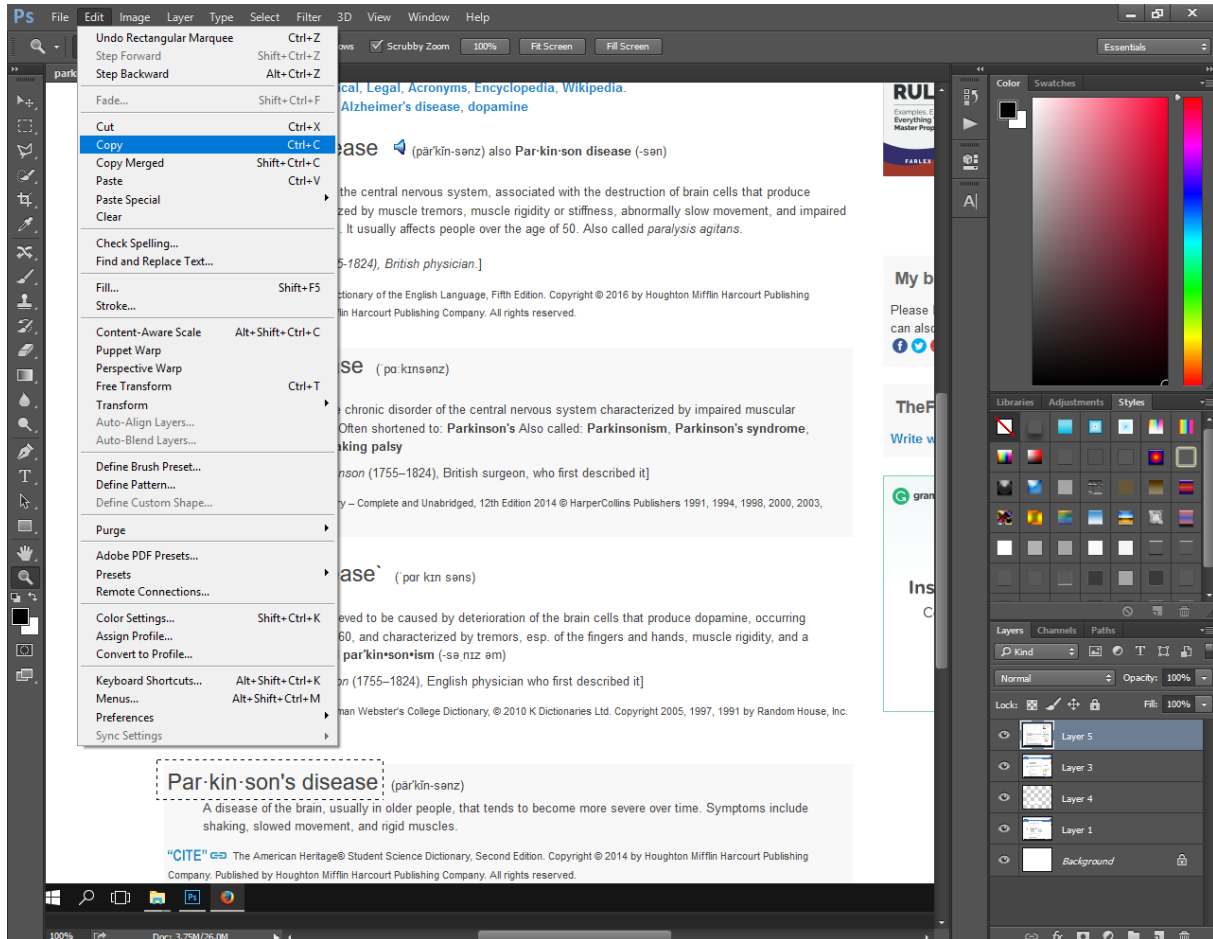 Ps File Edit Image Layer Type Select Filter 3D View Window Help
Scrubby Zoom 100% Fit Screen Fill Screen Essentials
Undo Rectangular Marquee Ctrl+Z
Step Forward Shift+Ctrl+Z
Step Backward Alt+Ctrl+Z
Fade... Shift+Ctrl+F
Cut Ctrl+X
Copy Ctrl+C
Copy Merged Shift+Ctrl+C
Paste Ctrl+V
Paste Special
Clear
Check Spelling...
Find and Replace Text...
Fill... Shift+F5
Stroke...
Content-Aware Scale Alt+Shift+Ctrl+C
Puppet Warp
Perspective Warp
Free Transform Ctrl+T
Transform
Auto-Align Layers...
Auto-Blend Layers...
Define Brush Preset...
Define Pattern...
Define Custom Shape...
Purge
Adobe PDF Presets...
Presets
Remote Connections...
Color Settings... Shift+Ctrl+K
Assign Profile...
Convert to Profile...
Keyboard Shortcuts... Alt+Shift+Ctrl+K
Menus... Alt+Shift+Ctrl+M
Preferences
Sync Settings
park
ical, Legal, Acronyms, Encyclopedia, Wikipedia.
Alzheimer's disease, dopamine
ease (pär′kĭn-sənz) also Par·kin·son disease (-sən)
the central nervous system, associated with the destruction of brain cells that produce
zed by muscle tremors, muscle rigidity or stiffness, abnormally slow movement, and impaired
. It usually affects people over the age of 50. Also called paralysis agitans.
5-1824), British physician.]
ctionary of the English Language, Fifth Edition. Copyright © 2016 by Houghton Mifflin Harcourt Publishing
lin Harcourt Publishing Company. All rights reserved.
se (ˈpɑːkɪnsənz)
chronic disorder of the central nervous system characterized by impaired muscular
Often shortened to: Parkinson's Also called: Parkinsonism, Parkinson's syndrome,
aking palsy
nson (1755–1824), British surgeon, who first described it]
ry – Complete and Unabridged, 12th Edition 2014 © HarperCollins Publishers 1991, 1994, 1998, 2000, 2003,
ase` (ˈpɑr kɪn səns)
eved to be caused by deterioration of the brain cells that produce dopamine, occurring
60, and characterized by tremors, esp. of the fingers and hands, muscle rigidity, and a
par'kin•son•ism (-səˌnɪz əm)
on (1755–1824), English physician who first described it]
man Webster's College Dictionary, © 2010 K Dictionaries Ltd. Copyright 2005, 1997, 1991 by Random House, Inc.
Par·kin·son's disease (pär′kĭn-sənz)
A disease of the brain, usually in older people, that tends to become more severe over time. Symptoms include
shaking, slowed movement, and rigid muscles.
"CITE" The American Heritage® Student Science Dictionary, Second Edition. Copyright © 2014 by Houghton Mifflin Harcourt Publishing
Company. Published by Houghton Mifflin Harcourt Publishing Company. All rights reserved.
RUL
Examples, E
Everything
Master Prop
FARLEX
My b
Please
can also
TheF
Write w
gram
Ins
C
Color Swatches
Libraries Adjustments Styles
Layers Channels Paths
Kind
Normal Opacity: 100%
Lock: Fill: 100%
Layer 5
Layer 3
Layer 4
Layer 1
Background
Ps
100% Doc: 3.75M/26.0M